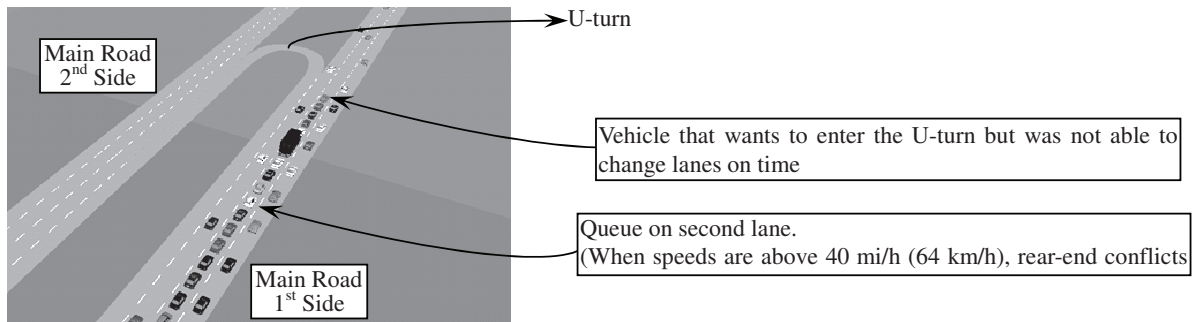 U-turn
Main Road
2nd Side
Vehicle that wants to enter the U-turn but was not able to
change lanes on time
Queue on second lane.
(When speeds are above 40 mi/h (64 km/h), rear-end conflicts
Main Road
1st Side